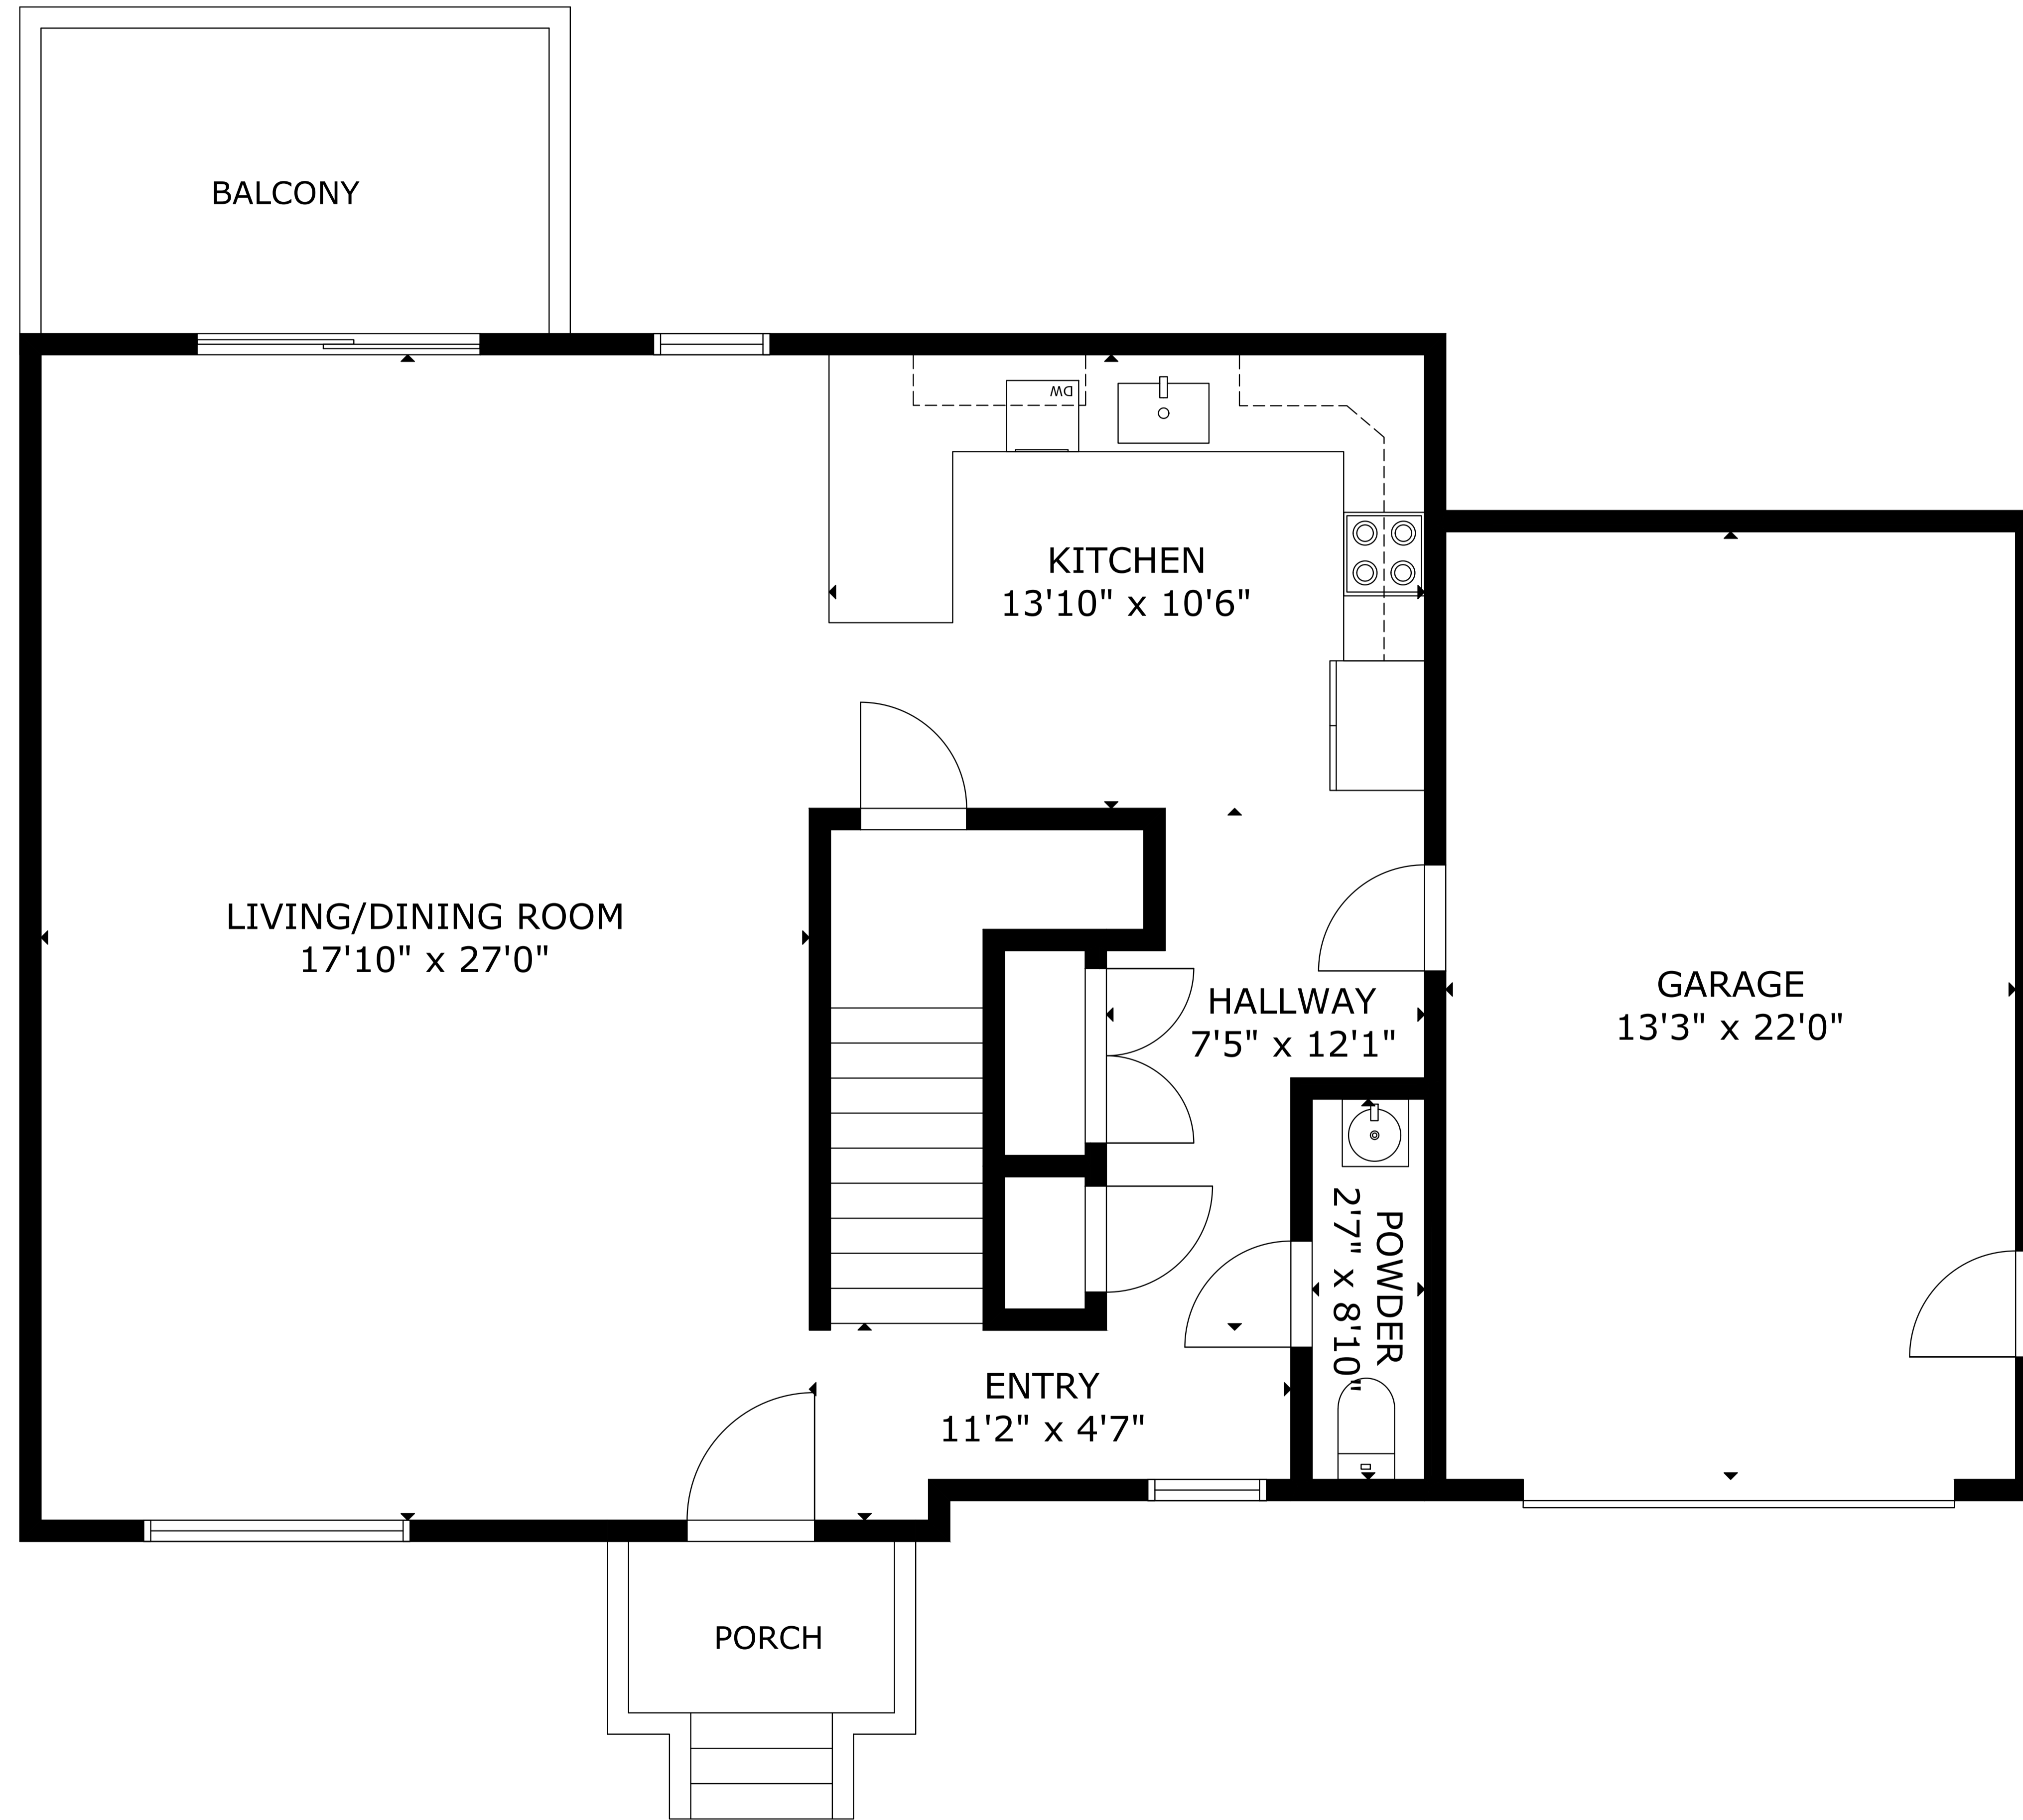 BALCONY
DW
KITCHEN
13'10" x 10'6"
LIVING/DINING ROOM
17'10" x 27'0"
HALLWAY
7'5" x 12'1"
GARAGE
13'3" x 22'0"
POWDER
2'7" x 8'10"
ENTRY
11'2" x 4'7"
PORCH